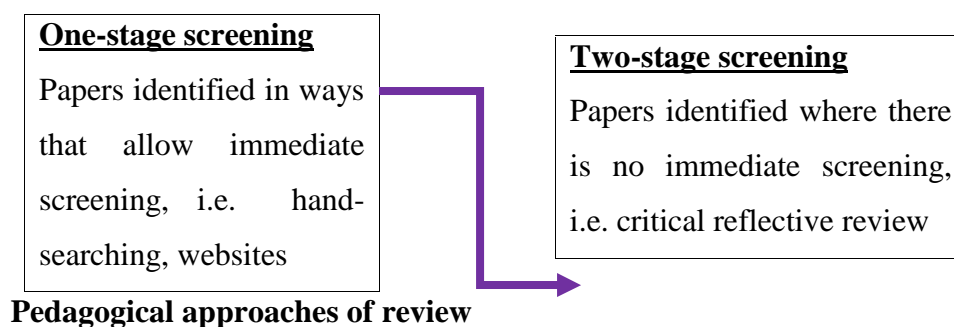 One-stage screening
Papers identified in ways
that allow immediate
screening, i.e. hand-
searching, websites
Two-stage screening
Papers identified where there
is no immediate screening,
i.e. critical reflective review
Pedagogical approaches of review